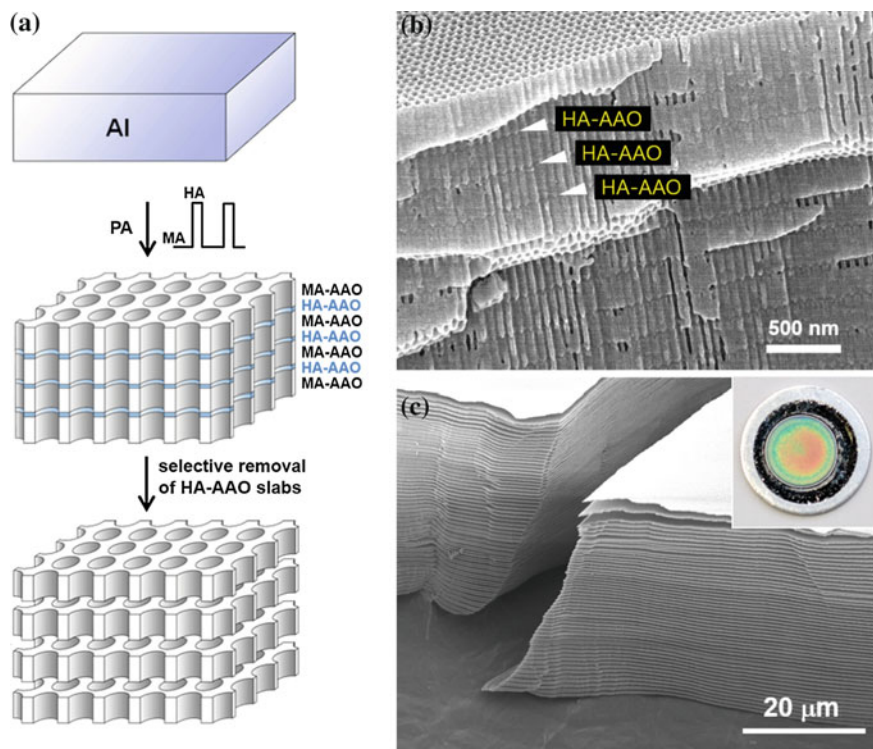 (a)
Al
PA
HA
MA
MA-AAO
HA-AAO
MA-AAO
HA-AAO
MA-AAO
HA-AAO
MA-AAO
selective removal
of HA-AAO slabs
(b)
HA-AAO
HA-AAO
HA-AAO
500 nm
(c)
20 μm